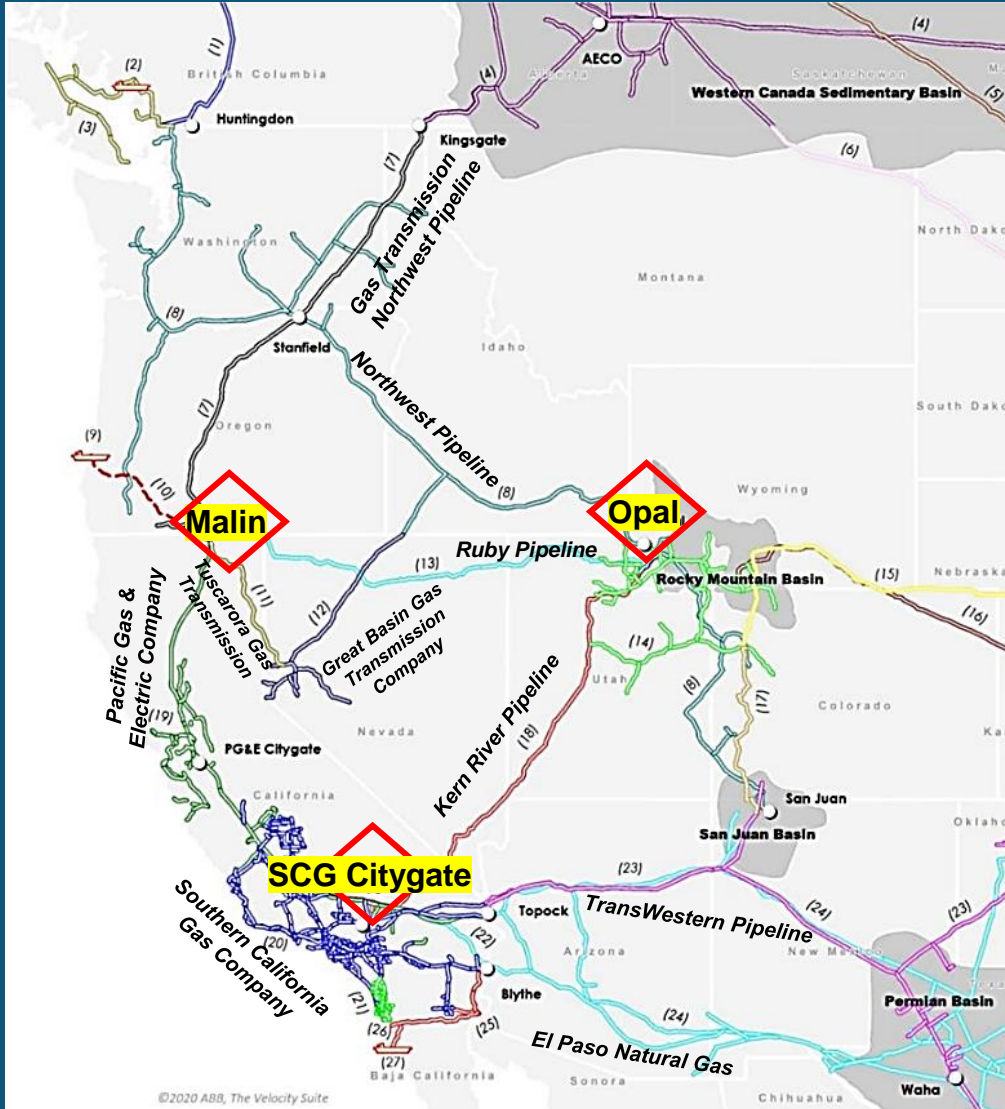 (1)
(4)
AECO
(2)
British Columbia
(4)
Alberta
Saskatchewan
(5)
Western Canada Sedimentary Basin
(3)
Huntingdon
Kingsgate
(6)
(7)
Gas Transmission
Northwest Pipeline
Washington
North Dako
Montana
(8)
Stanfield
Idaho
(7)
Northwest Pipeline
South Dako
Oregon
(9)
(10)
(8)
Wyoming
Malin
Opal
Ruby Pipeline
(13)
Rocky Mountain Basin
(15)
Nebraska
(16)
Tuscarora Gas
Transmission
(11)
(12)
Great Basin Gas
Transmission
Company
Pacific Gas &
Electric Company
(14)
Utah
(8)
(17)
Colorado
(19)
Nevada
Kern River Pipeline
(18)
PG&E Citygate
California
San Juan
San Juan Basin
Oklaho
SCG Citygate
(23)
Topock
TransWestern Pipeline
(24)
(23)
Southern California
Gas Company
(20)
(22)
Arizona
New Mexico
Blythe
Permian Basin
(21)
(24)
(26)
(25)
El Paso Natural Gas
(27)
Baja California
Sonora
Waha
Chihuahua
©2020 ABB, The Velocity Suite